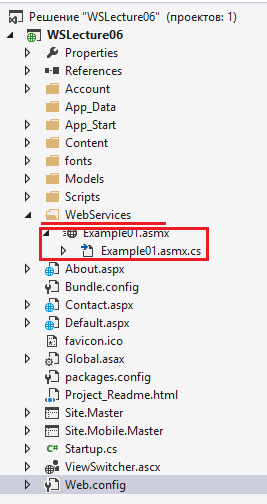 Решение "WSLecture06" (проектов: 1)
WSLecture06
Properties
References
Account
App_Data
App_Start
Content
fonts
Models
Scripts
WebServices
Example01.asmx
Example01.asmx.cs
About.aspx
Bundle.config
Contact.aspx
Default.aspx
favicon.ico
Global.asax
packages.config
Project_Readme.html
Site.Master
Site.Mobile.Master
C# Startup.cs
ViewSwitcher.ascx
Web.config